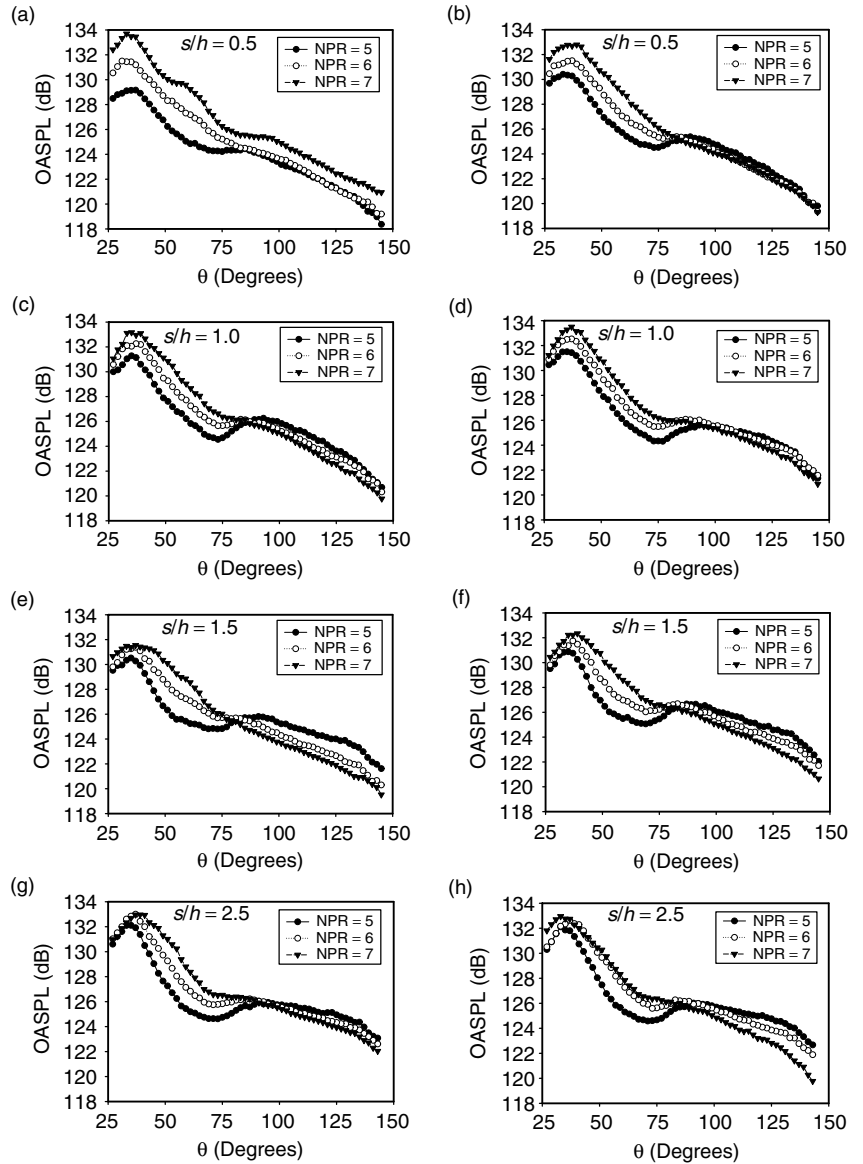 (a)
s/h = 0.5
NPR = 5
NPR = 6
NPR = 7
OASPL (dB)
134
132
130
128
126
124
122
120
118
25
50
75
100
125
150
θ (Degrees)
(b)
s/h = 0.5
NPR = 5
NPR = 6
NPR = 7
OASPL (dB)
134
132
130
128
126
124
122
120
118
25
50
75
100
125
150
θ (Degrees)
(c)
s/h = 1.0
NPR = 5
NPR = 6
NPR = 7
OASPL (dB)
134
132
130
128
126
124
122
120
118
25
50
75
100
125
150
θ (Degrees)
(d)
s/h = 1.0
NPR = 5
NPR = 6
NPR = 7
OASPL (dB)
134
132
130
128
126
124
122
120
118
25
50
75
100
125
150
θ (Degrees)
(e)
s/h = 1.5
NPR = 5
NPR = 6
NPR = 7
OASPL (dB)
134
132
130
128
126
124
122
120
118
25
50
75
100
125
150
θ (Degrees)
(f)
s/h = 1.5
NPR = 5
NPR = 6
NPR = 7
OASPL (dB)
134
132
130
128
126
124
122
120
118
25
50
75
100
125
150
θ (Degrees)
(g)
s/h = 2.5
NPR = 5
NPR = 6
NPR = 7
OASPL (dB)
134
132
130
128
126
124
122
120
118
25
50
75
100
125
150
θ (Degrees)
(h)
s/h = 2.5
NPR = 5
NPR = 6
NPR = 7
OASPL (dB)
134
132
130
128
126
124
122
120
118
25
50
75
100
125
150
θ (Degrees)